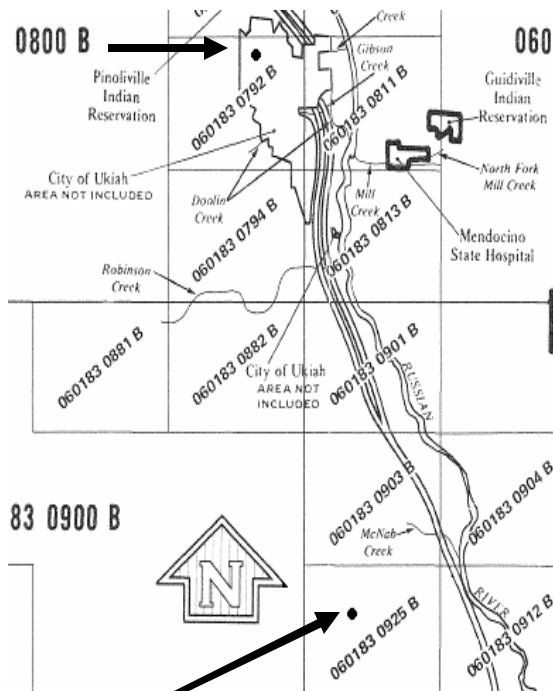 Creek
0800 B
060
Gibson
Creek
Pinoliville
Indian
Reservation
060183 0792 B
060183 0811 B
Guidiville
Indian
Reservation
City of Ukiah
AREA NOT INCLUDED
Doolin
Creek
Mill
Creek
North Fork
Mill Creek
060183 0794 B
060183 0813 B
Mendocino
State Hospital
Robinson
Creek
060183 0881 B
060183 0882 B
City of Ukiah
AREA NOT
INCLUDED
060183 0901 B
RUSSIAN
060183 0903 B
060183 0904 B
83 0900 B
McNab
Creek
N
RIVER
060183 0925 B
060183 0912 B